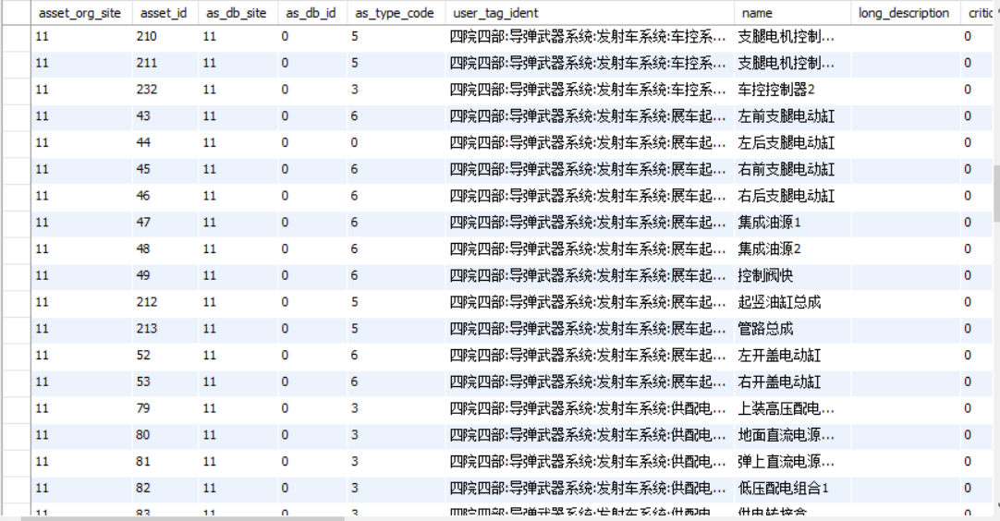 asset_org_site asset_id as_db_site as_db_id as_type_code user_tag_ident name long_description critic
11 210 11 0 5 四院四部:导弹武器系统:发射车系统:车控系... 支腿电机控制... 0
11 211 11 0 5 四院四部:导弹武器系统:发射车系统:车控系... 支腿电机控制... 0
11 232 11 0 3 四院四部:导弹武器系统:发射车系统:车控系... 车控控制器2 0
11 43 11 0 6 四院四部:导弹武器系统:发射车系统:展车起... 左前支腿电动缸 0
11 44 11 0 0 四院四部:导弹武器系统:发射车系统:展车起... 左后支腿电动缸 0
11 45 11 0 6 四院四部:导弹武器系统:发射车系统:展车起... 右前支腿电动缸 0
11 46 11 0 6 四院四部:导弹武器系统:发射车系统:展车起... 右后支腿电动缸 0
11 47 11 0 6 四院四部:导弹武器系统:发射车系统:展车起... 集成油源1 0
11 48 11 0 6 四院四部:导弹武器系统:发射车系统:展车起... 集成油源2 0
11 49 11 0 6 四院四部:导弹武器系统:发射车系统:展车起... 控制阀快 0
11 212 11 0 5 四院四部:导弹武器系统:发射车系统:展车起... 起竖油缸总成 0
11 213 11 0 5 四院四部:导弹武器系统:发射车系统:展车起... 管路总成 0
11 52 11 0 6 四院四部:导弹武器系统:发射车系统:展车起... 左开盖电动缸 0
11 53 11 0 6 四院四部:导弹武器系统:发射车系统:展车起... 右开盖电动缸 0
11 79 11 0 3 四院四部:导弹武器系统:发射车系统:供配电... 上装高压配电... 0
11 80 11 0 3 四院四部:导弹武器系统:发射车系统:供配电... 地面直流电源... 0
11 81 11 0 3 四院四部:导弹武器系统:发射车系统:供配电... 弹上直流电源... 0
11 82 11 0 3 四院四部:导弹武器系统:发射车系统:供配电... 低压配电组合1 0
11 83 11 0 3 四院四部:导弹武器系统:发射车系统:供配电... 供电转接盒 0